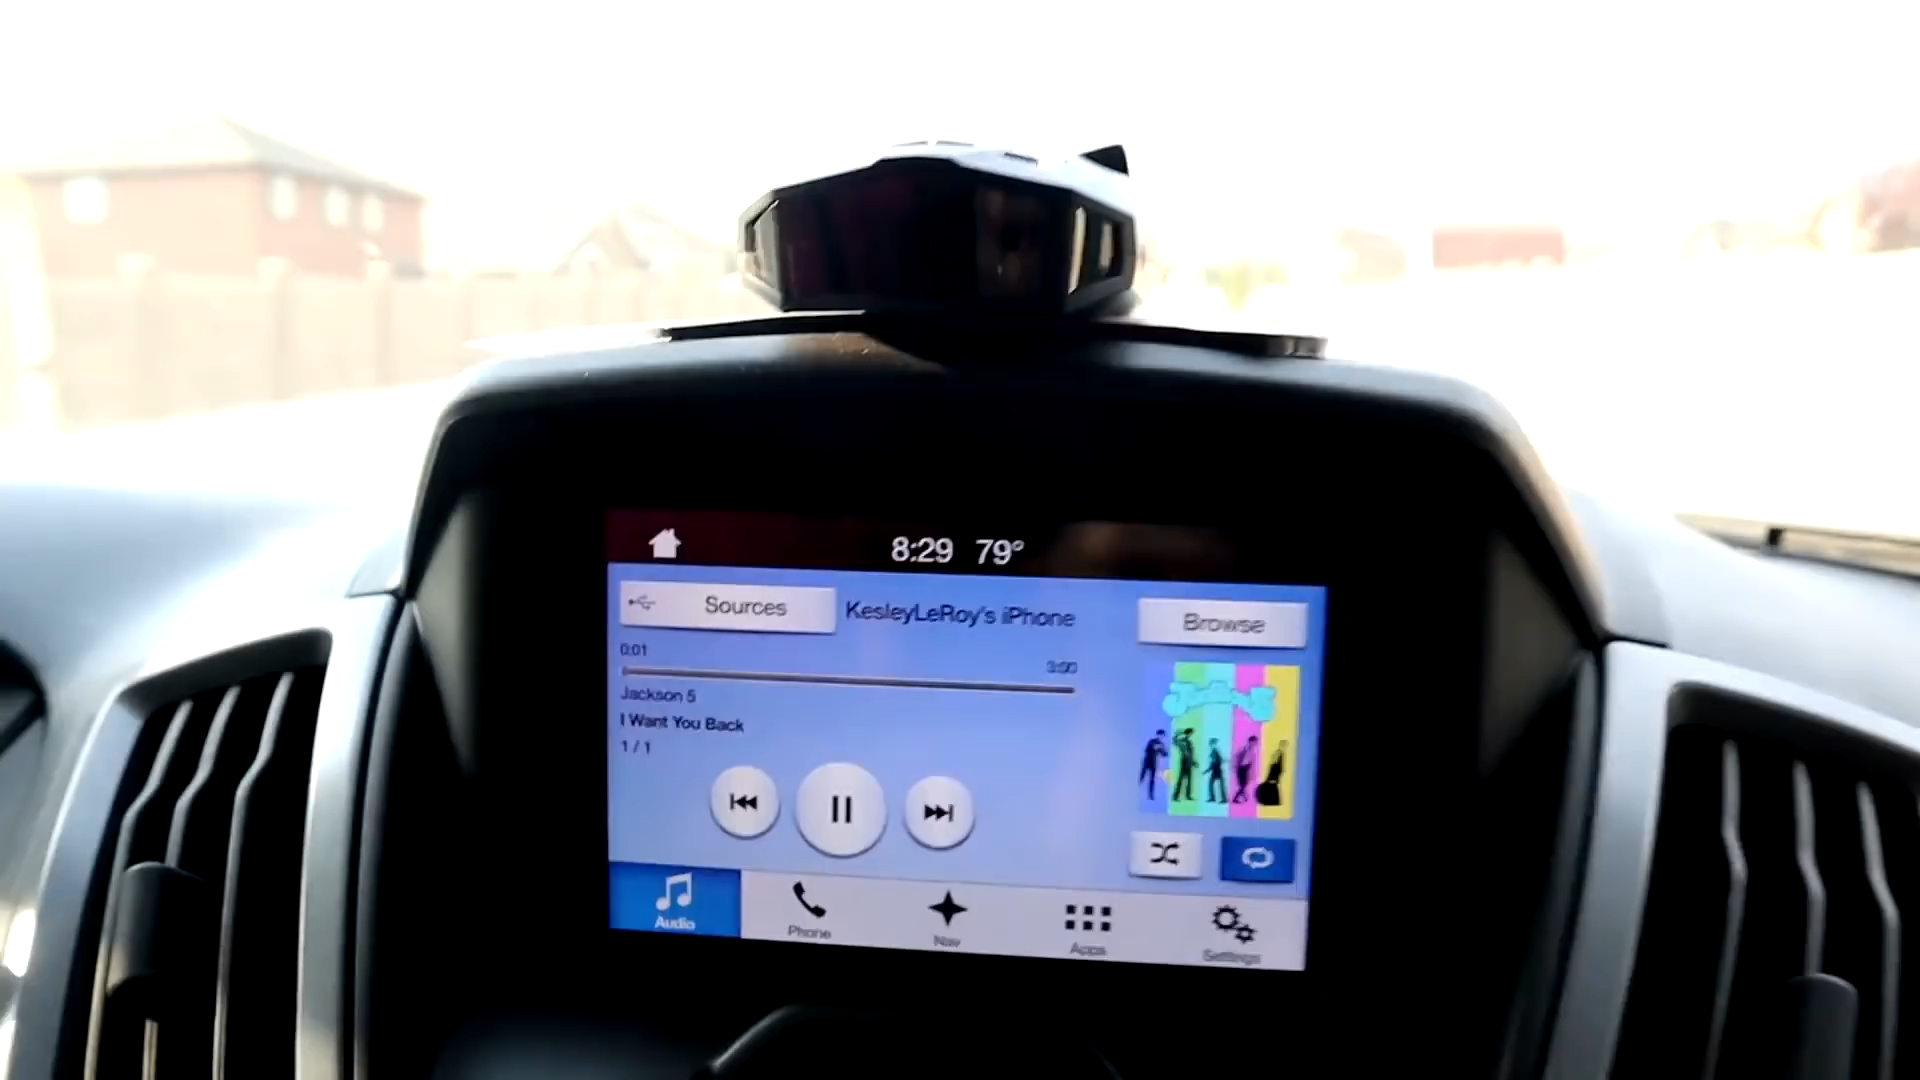 8:29 79°
Sources
KesleyLeRoy's iPhone
Browse
0:01
3:00
Jackson 5
I Want You Back
1 / 1
Audio
Phone
Nav
Apps
Settings